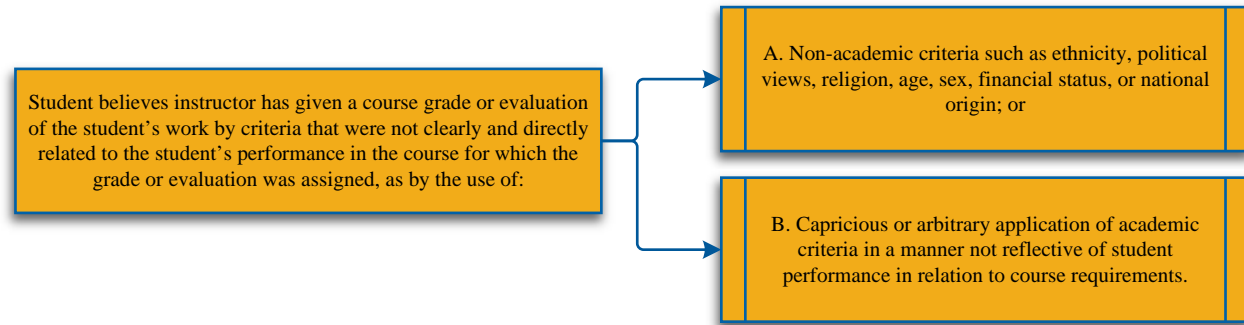 Student believes instructor has given a course grade or evaluation
of the student’s work by criteria that were not clearly and directly
related to the student’s performance in the course for which the
grade or evaluation was assigned, as by the use of:
A. Non-academic criteria such as ethnicity, political
views, religion, age, sex, financial status, or national
origin; or
B. Capricious or arbitrary application of academic
criteria in a manner not reflective of student
performance in relation to course requirements.